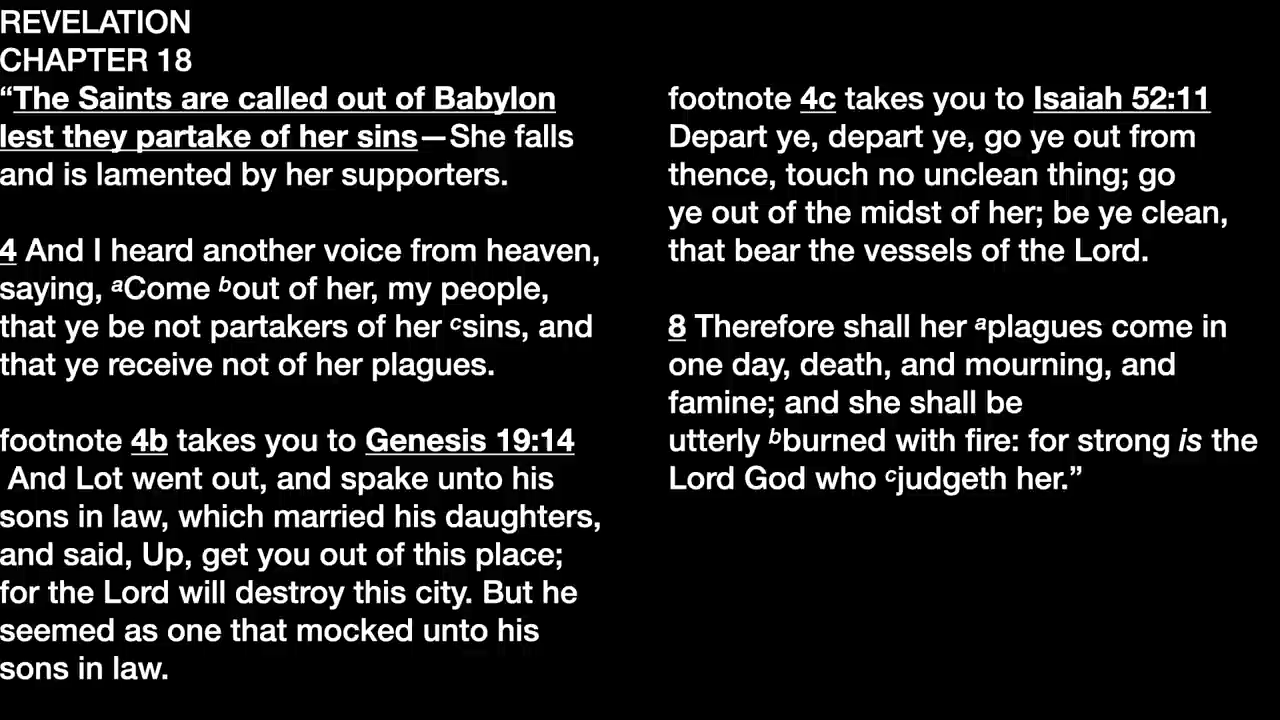 REVELATION
CHAPTER 18
“The Saints are called out of Babylon
lest they partake of her sins—She falls
and is lamented by her supporters.
4 And I heard another voice from heaven,
saying, aCome bout of her, my people,
that ye be not partakers of her csins, and
that ye receive not of her plagues.
footnote 4b takes you to Genesis 19:14
And Lot went out, and spake unto his
sons in law, which married his daughters,
and said, Up, get you out of this place;
for the Lord will destroy this city. But he
seemed as one that mocked unto his
sons in law.
footnote 4c takes you to Isaiah 52:11
Depart ye, depart ye, go ye out from
thence, touch no unclean thing; go
ye out of the midst of her; be ye clean,
that bear the vessels of the Lord.
8 Therefore shall her aplagues come in
one day, death, and mourning, and
famine; and she shall be
utterly bburned with fire: for strong is the
Lord God who cjudgeth her.”